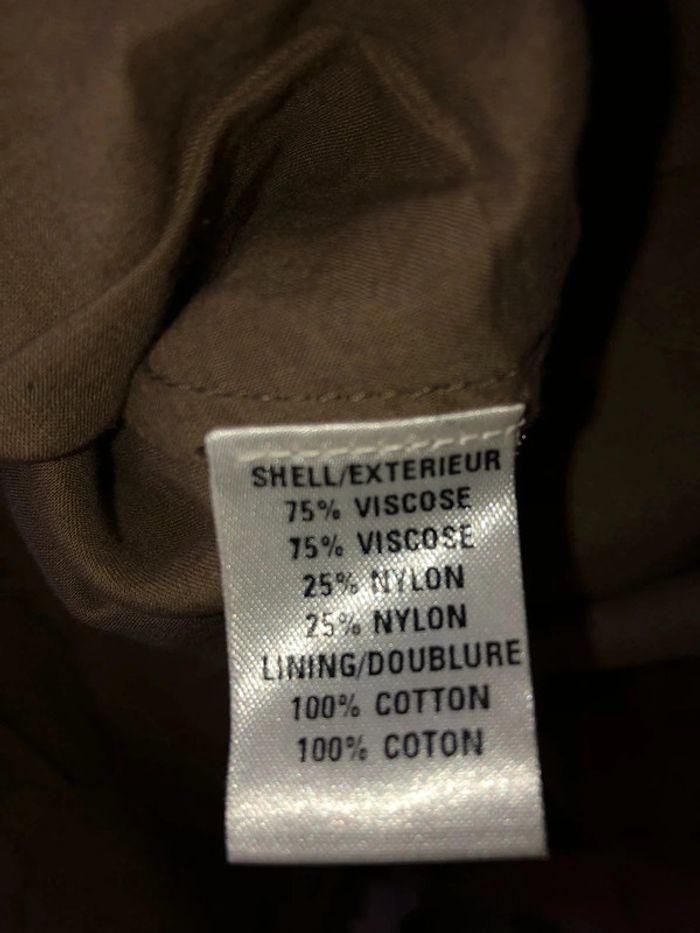 SHELL/EXTERIEUR
75% VISCOSE
75% VISCOSE
25% NYLON
25% NYLON
LINING/DOUBLURE
100% COTTON
100% COTON